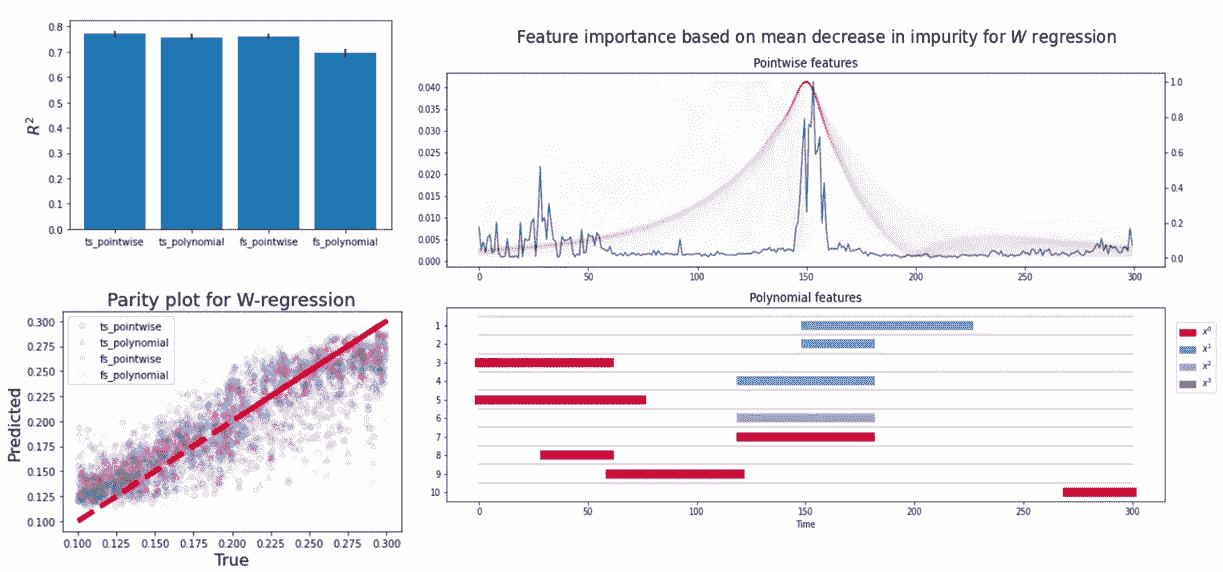 0.8
0.7
0.6
0.5
0.4
0.3
0.2
0.1
0.0
R²
ts_pointwise ts_polynomial fs_pointwise fs_polynomial
Feature importance based on mean decrease in impurity for W regression
Pointwise features
0.040
0.035
0.030
0.025
0.020
0.015
0.010
0.005
0.000
1.0
0.8
0.6
0.4
0.2
0.0
0 50 100 150 200 250 300
Parity plot for W-regression
ts_pointwise
ts_polynomial
fs_pointwise
fs_polynomial
0.300
0.275
0.250
0.225
0.200
0.175
0.150
0.125
0.100
Predicted
0.100 0.125 0.150 0.175 0.200 0.225 0.250 0.275 0.300
True
Polynomial features
1
2
3
4
5
6
7
8
9
10
0 50 100 150 200 250 300
Time
x⁰
x¹
x²
x³